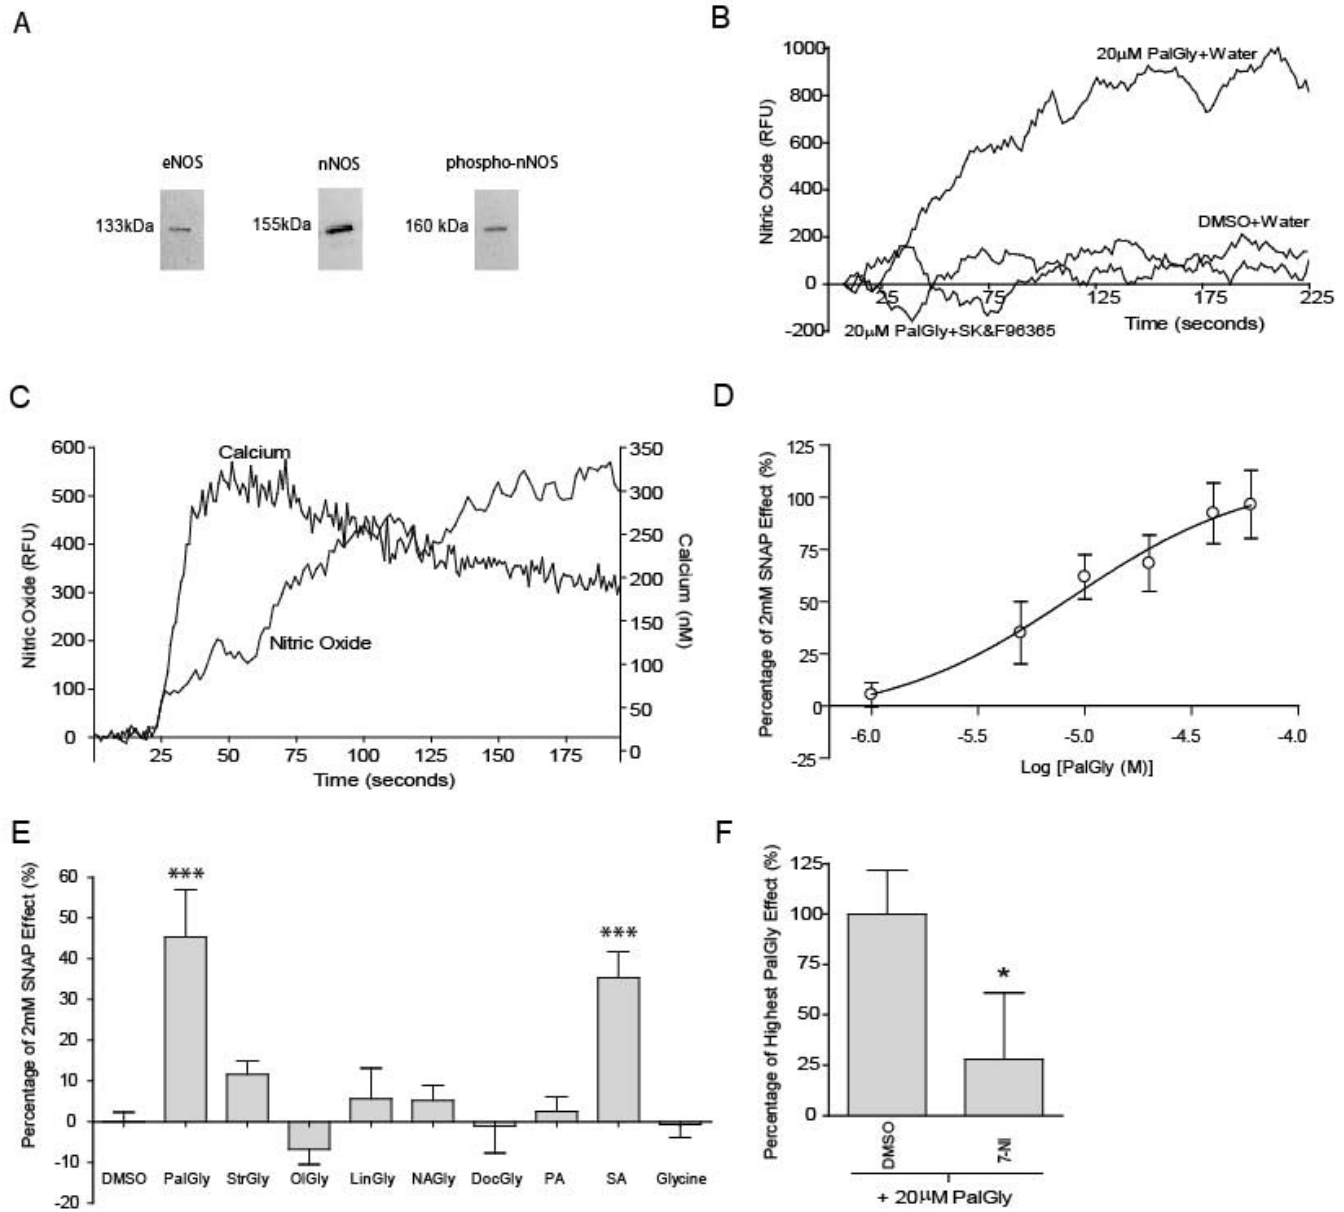 A
eNOS
nNOS
phospho-nNOS
133kDa
155kDa
160 kDa
B
Nitric Oxide (RFU)
1000
800
600
400
200
0
-200
20µM PalGly+Water
DMSO+Water
20µM PalGly+SK&F96365
25
75
125
175
225
Time (seconds)
C
Nitric Oxide (RFU)
600
500
400
300
200
100
0
Calcium
Nitric Oxide
350
300
250
200
150
100
50
0
Calcium (nM)
25
50
75
100
125
150
175
Time (seconds)
D
Percentage of 2mM SNAP Effect (%)
125
100
75
50
25
0
-25
-6.0
-5.5
-5.0
-4.5
-4.0
Log [PalGly (M)]
E
Percentage of 2mM SNAP Effect (%)
60
50
40
30
20
10
0
-10
-20
***
***
DMSO
PalGly
StrGly
OlGly
LinGly
NAGly
DocGly
PA
SA
Glycine
F
Percentage of Highest PalGly Effect (%)
125
100
75
50
25
0
*
DMSO
7-NI
+ 20µM PalGly